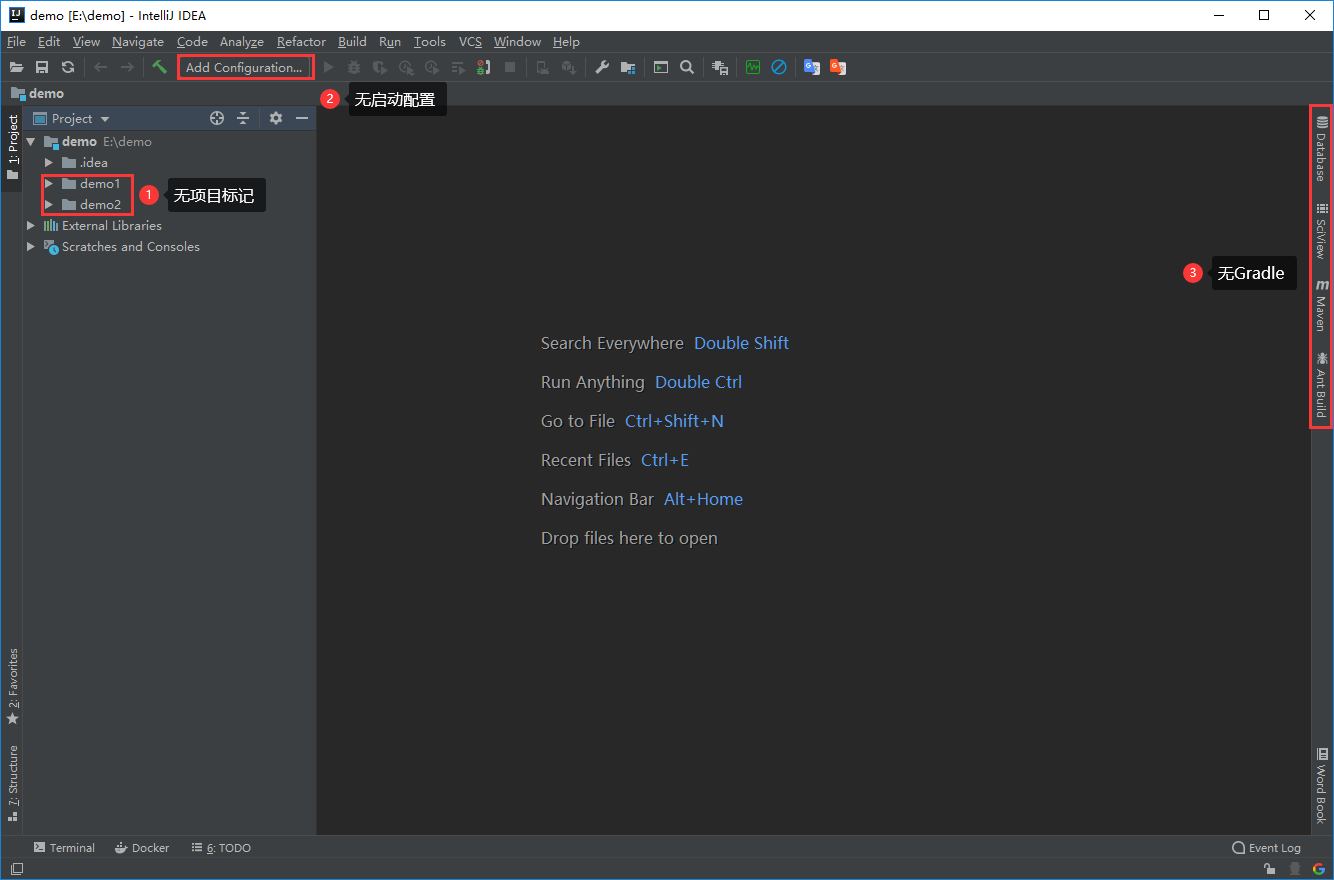 demo [E:\demo] - IntelliJ IDEA
File Edit View Navigate Code Analyze Refactor Build Run Tools VCS Window Help
Add Configuration...
demo
2 无启动配置
1: Project
Project
demo E:\demo
.idea
demo1
demo2
1 无项目标记
External Libraries
Scratches and Consoles
Database
SciView
3 无Gradle
m Maven
Ant Build
Search Everywhere Double Shift
Run Anything Double Ctrl
Go to File Ctrl+Shift+N
Recent Files Ctrl+E
Navigation Bar Alt+Home
Drop files here to open
2: Favorites
7: Structure
Word Book
Terminal Docker 6: TODO Event Log